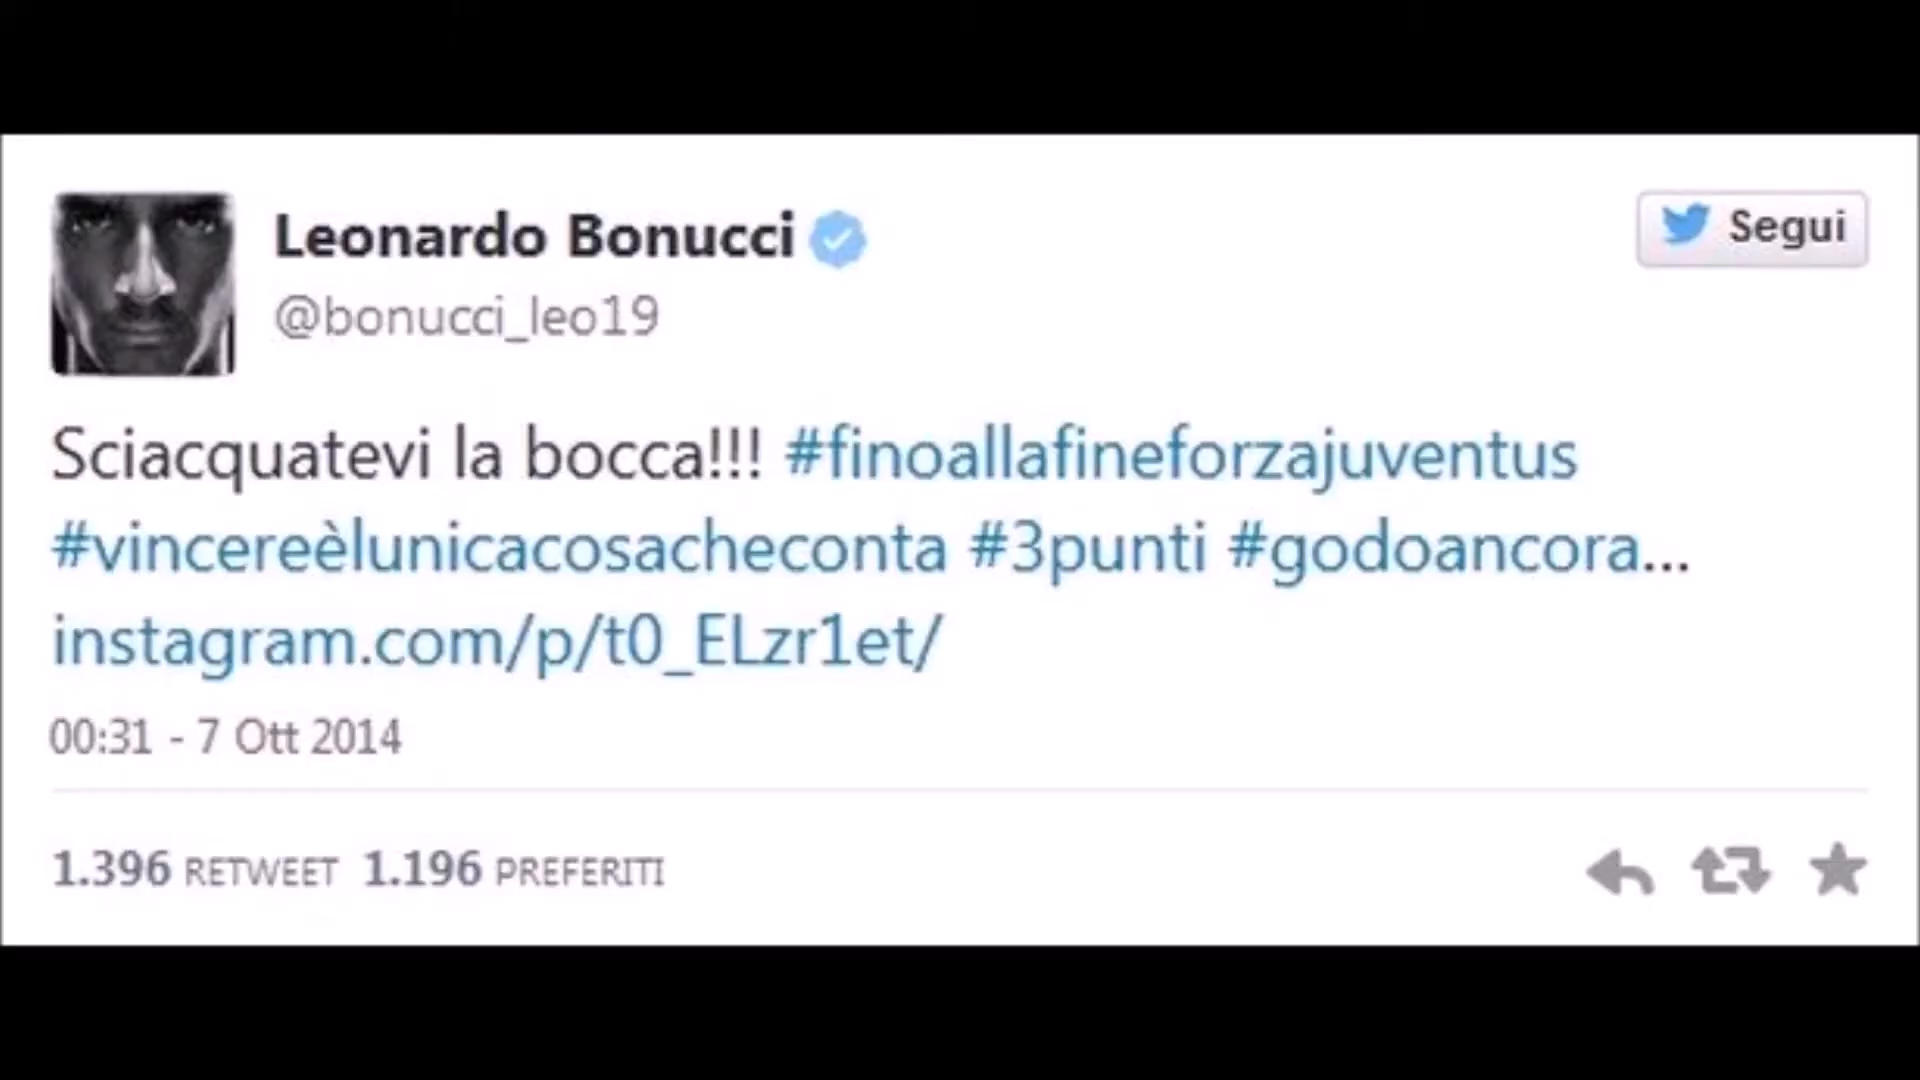 Leonardo Bonucci
Segui
@bonucci_leo19
Sciacquatevi la bocca!!! #finoallafineforzajuventus
#vincereèlunicacosacheconta #3punti #godoancora...
instagram.com/p/t0_ELzr1et/
00:31 - 7 Ott 2014
1.396 RETWEET 1.196 PREFERITI